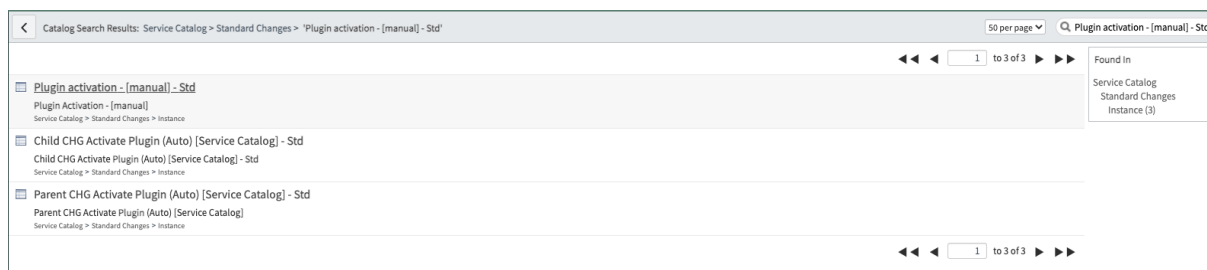 Catalog Search Results: Service Catalog > Standard Changes > 'Plugin activation - [manual] - Std'
50 per page
Plugin activation - [manual] - Std
1 to 3 of 3
Found In
Service Catalog
Standard Changes
Instance (3)
Plugin activation - [manual] - Std
Plugin Activation - [manual]
Service Catalog > Standard Changes > Instance
Child CHG Activate Plugin (Auto) [Service Catalog] - Std
Child CHG Activate Plugin (Auto) [Service Catalog] - Std
Service Catalog > Standard Changes > Instance
Parent CHG Activate Plugin (Auto) [Service Catalog] - Std
Parent CHG Activate Plugin (Auto) [Service Catalog]
Service Catalog > Standard Changes > Instance
1 to 3 of 3